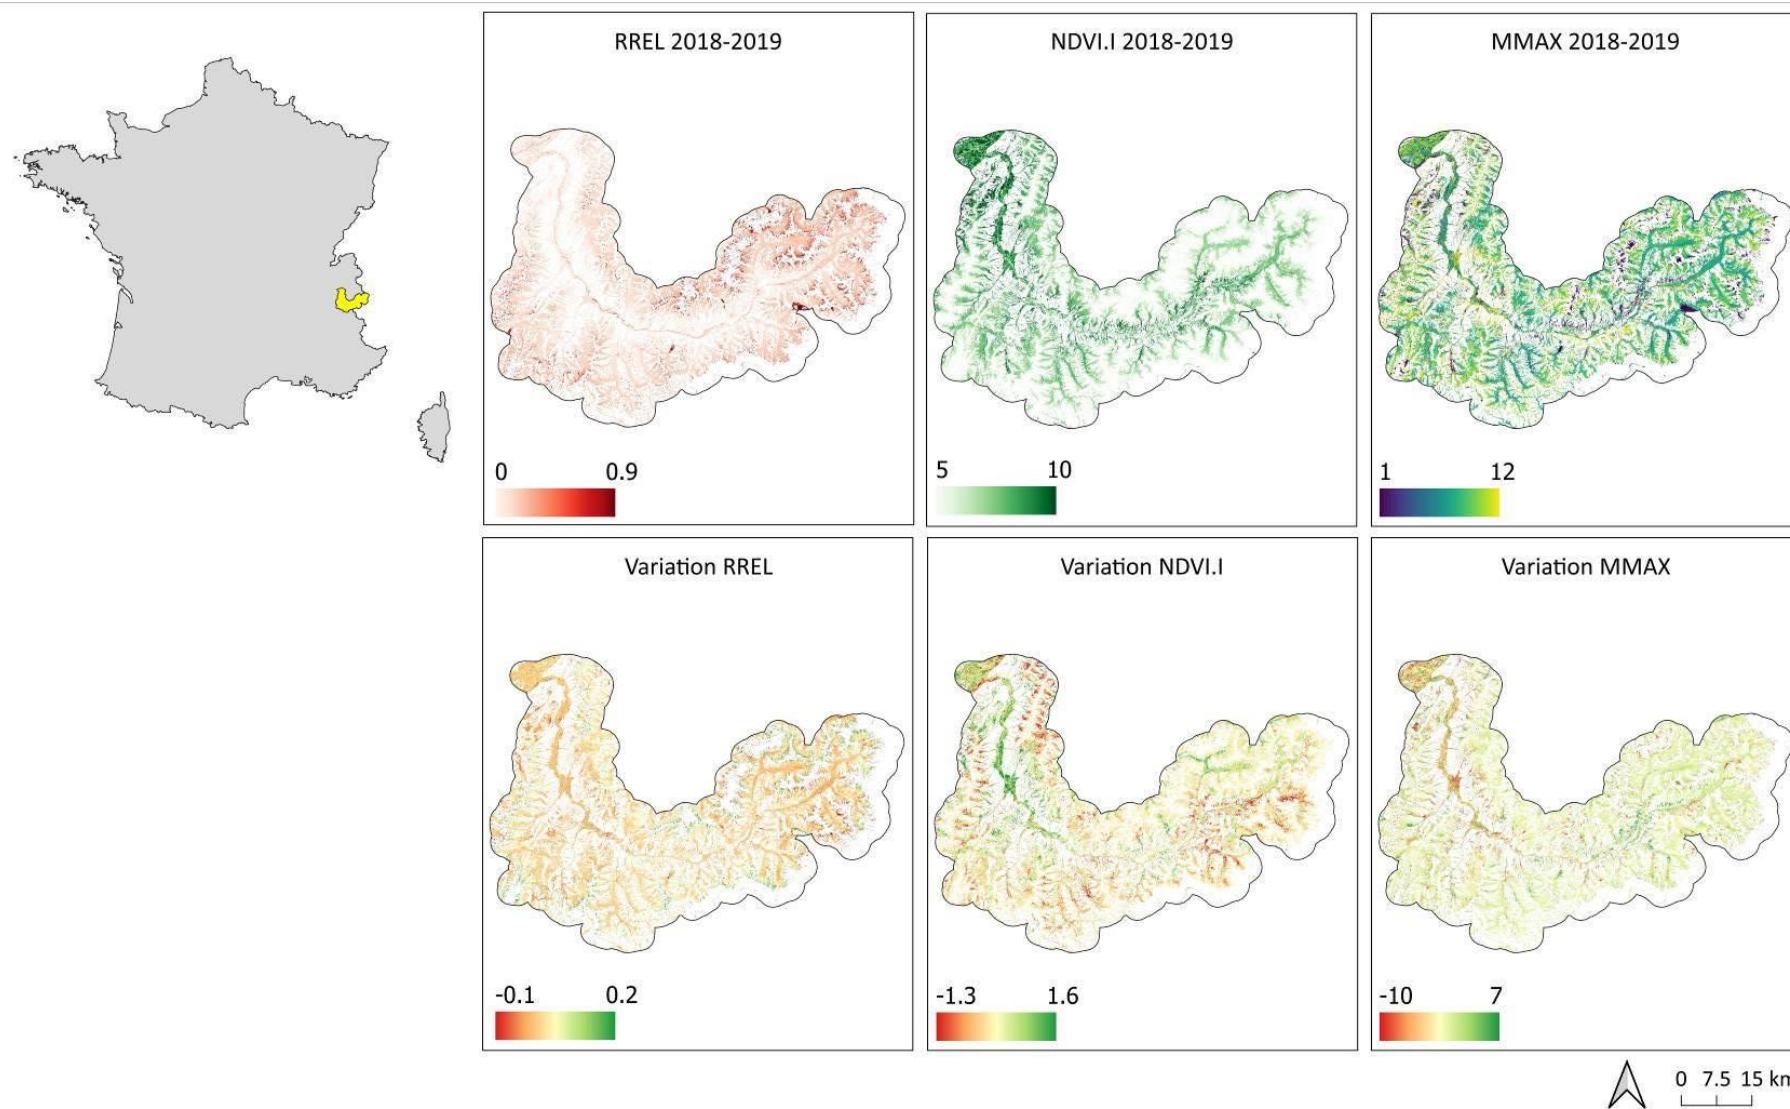 RREL 2018-2019
NDVI.I 2018-2019
MMAX 2018-2019
0 0.9
5 10
1 12
Variation RREL
Variation NDVI.I
Variation MMAX
-0.1 0.2
-1.3 1.6
-10 7
0 7.5 15 km